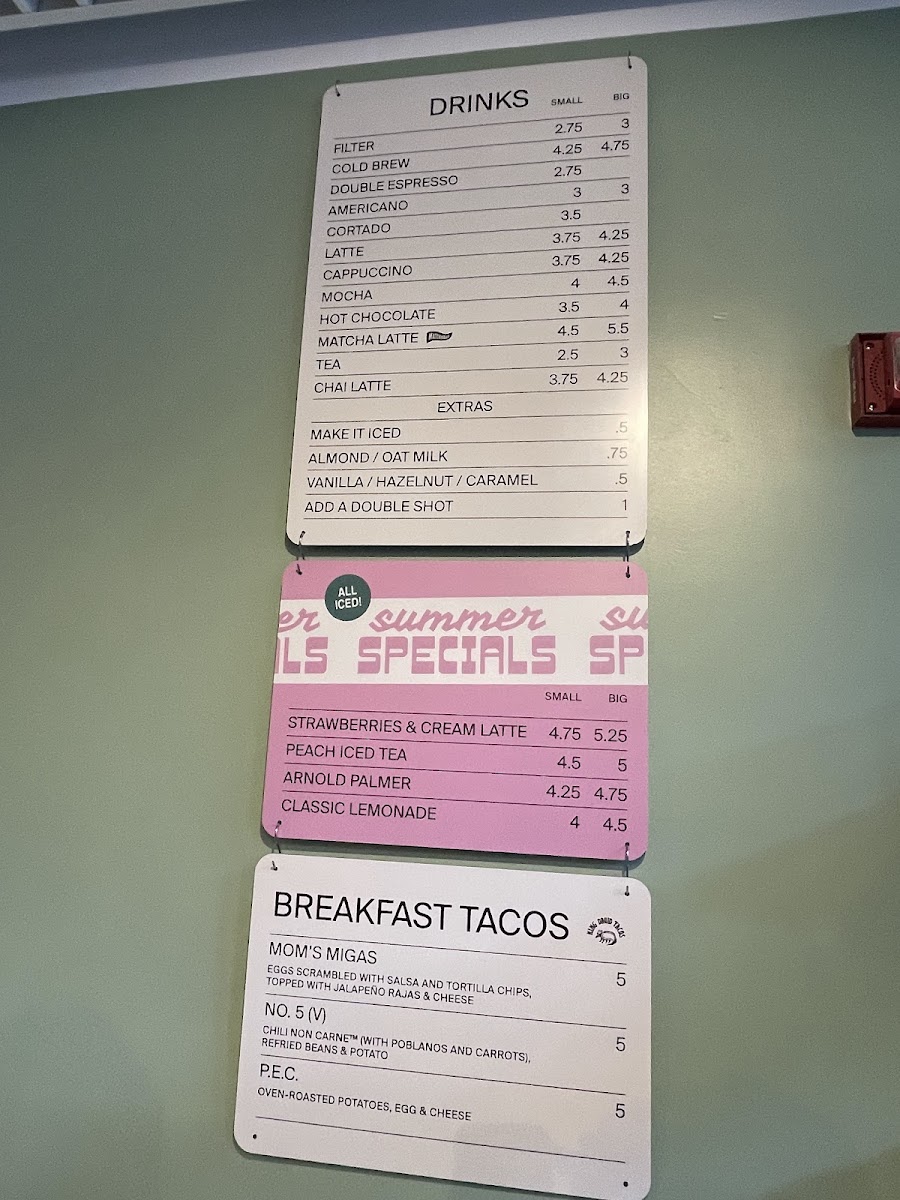 DRINKS SMALL BIG
FILTER 2.75 3
COLD BREW 4.25 4.75
DOUBLE ESPRESSO 2.75
AMERICANO 3 3
CORTADO 3.5
LATTE 3.75 4.25
CAPPUCCINO 3.75 4.25
MOCHA 4 4.5
HOT CHOCOLATE 3.5 4
MATCHA LATTE 4.5 5.5
TEA 2.5 3
CHAI LATTE 3.75 4.25
EXTRAS
MAKE IT ICED .5
ALMOND / OAT MILK .75
VANILLA / HAZELNUT / CARAMEL .5
ADD A DOUBLE SHOT 1
ALL
ICED!
er summer su
LS SPECIALS SP
SMALL BIG
STRAWBERRIES & CREAM LATTE 4.75 5.25
PEACH ICED TEA 4.5 5
ARNOLD PALMER 4.25 4.75
CLASSIC LEMONADE 4 4.5
BREAKFAST TACOS
MOM'S MIGAS 5
EGGS SCRAMBLED WITH SALSA AND TORTILLA CHIPS,
TOPPED WITH JALAPEÑO RAJAS & CHEESE
NO. 5 (V) 5
CHILI NON CARNE™ (WITH POBLANOS AND CARROTS),
REFRIED BEANS & POTATO
P.E.C. 5
OVEN-ROASTED POTATOES, EGG & CHEESE